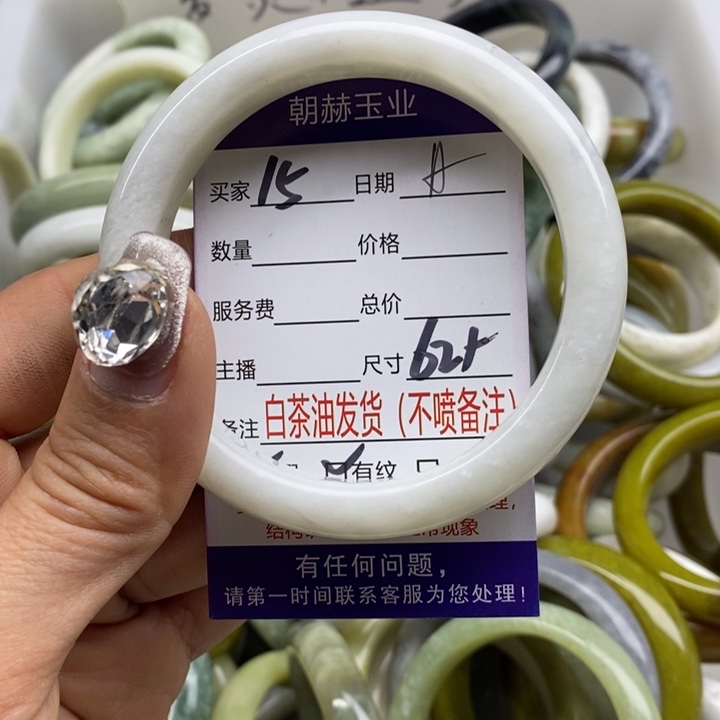 朝赫玉业
买家 15 日期
数量 价格
服务费 总价
主播 尺寸 62+
备注 白茶油发货（不喷备注）
有纹
有任何问题，
请第一时间联系客服为您处理！